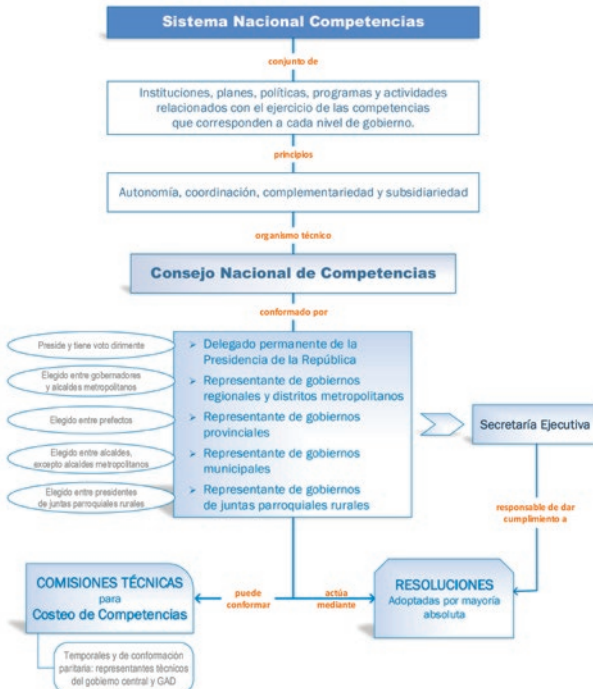 Sistema Nacional Competencias
conjunto de
Instituciones, planes, políticas, programas y actividades
relacionados con el ejercicio de las competencias
que corresponden a cada nivel de gobierno.
principios
Autonomía, coordinación, complementariedad y subsidiariedad
organismo técnico
Consejo Nacional de Competencias
conformado por
Preside y tiene voto dirimente
➤ Delegado permanente de la
Presidencia de la República
Elegido entre gobernadores
y alcaldes metropolitanos
➤ Representante de gobiernos
regionales y distritos metropolitanos
Elegido entre prefectos
➤ Representante de gobiernos
provinciales
Elegido entre alcaldes,
excepto alcaldes metropolitanos
➤ Representante de gobiernos
municipales
Elegido entre presidentes
de juntas parroquiales rurales
➤ Representante de gobiernos
de juntas parroquiales rurales
Secretaría Ejecutiva
responsable de dar
cumplimiento a
COMISIONES TÉCNICAS
para
Costeo de Competencias
puede
conformar
actúa
mediante
RESOLUCIONES
Adoptadas por mayoría
absoluta
Temporales y de conformación
paritaria: representantes técnicos
del gobierno central y GAD